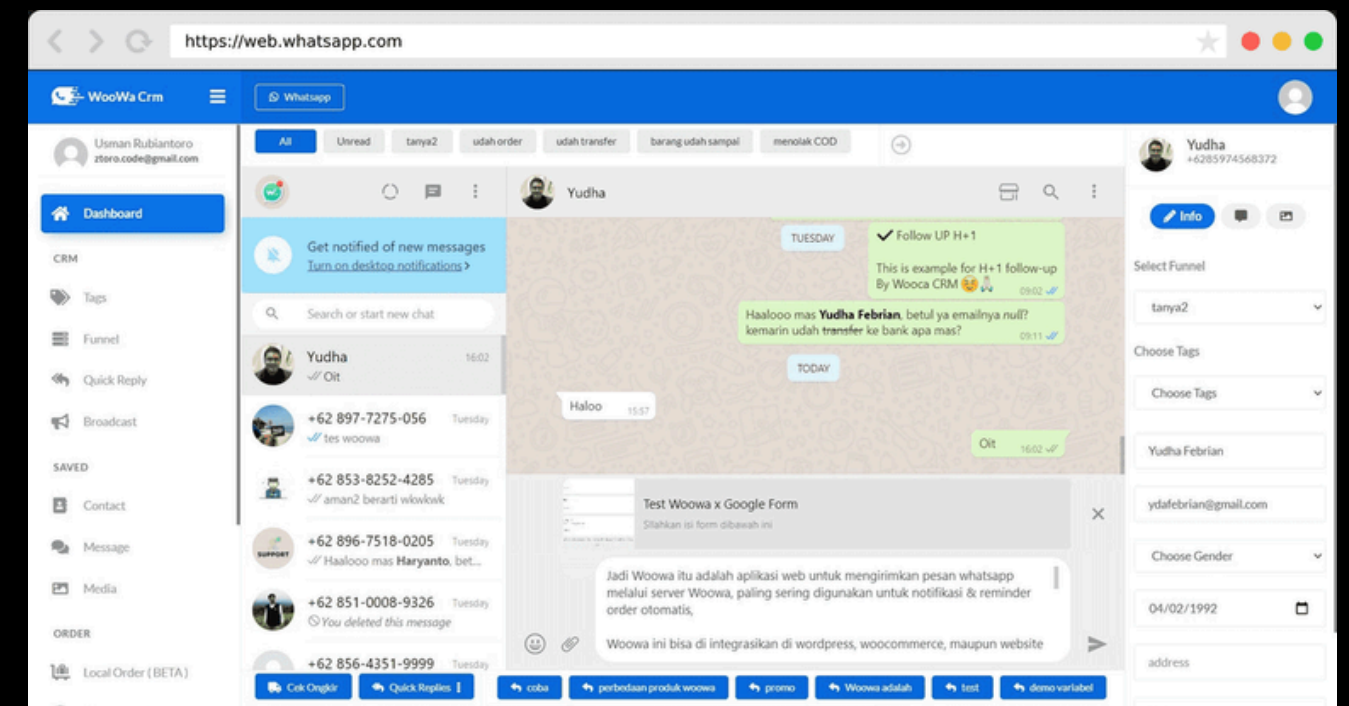 https://web.whatsapp.com
WooWa Crm
Whatsapp
Usman Rubiantoro
ztoro.code@gmail.com
Dashboard
CRM
Tags
Funnel
Quick Reply
Broadcast
SAVED
Contact
Message
Media
ORDER
Local Order ( BETA )
All Unread tanya2 udah order udah transfer barang udah sampai menolak COD
Get notified of new messages
Turn on desktop notifications >
Search or start new chat
Yudha 16:02
Oit
+62 897-7275-056 Tuesday
tes woowa
+62 853-8252-4285 Tuesday
aman2 berarti wkwkwk
SUPPORT
+62 896-7518-0205 Tuesday
Haalooo mas Haryanto, bet...
+62 851-0008-9326 Tuesday
You deleted this message
+62 856-4351-9999 Tuesday
Yudha
TUESDAY
Follow UP H+1
This is example for H+1 follow-up
By Wooca CRM
09:02
Haalooo mas Yudha Febrian, betul ya emailnya null?
kemarin udah transfer ke bank apa mas?
09:11
TODAY
Haloo 15:57
Oit 16:02
Test Woowa x Google Form
Silahkan isi form dibawah ini
Jadi Woowa itu adalah aplikasi web untuk mengirimkan pesan whatsapp
melalui server Woowa, paling sering digunakan untuk notifikasi & reminder
order otomatis,
Woowa ini bisa di integrasikan di wordpress, woocommerce, maupun website
Cek Ongkir Quick Replies coba perbedaan produk woowa promo Woowa adalah test demo variabel
Yudha
+6285974568372
Info
Select Funnel
tanya2
Choose Tags
Choose Tags
Yudha Febrian
ydafebrian@gmail.com
Choose Gender
04/02/1992
address